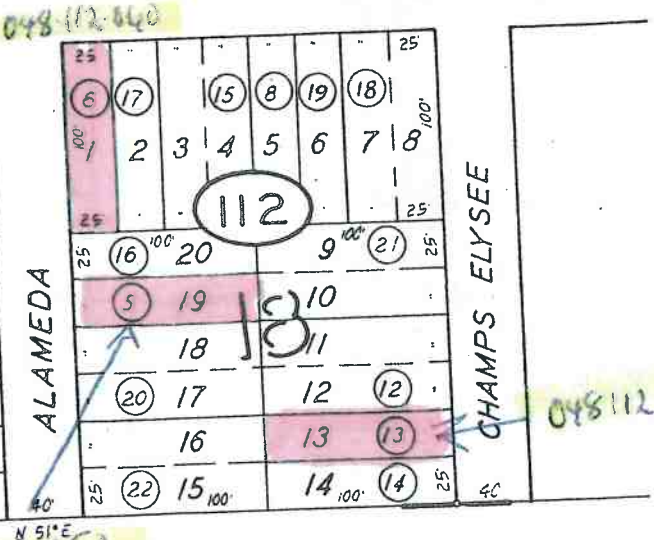 048-112-060
25' " " " " " 25'
6 17 15 8 19 18
100' 1 2 3 4 5 6 7 8 100'
25' 112 25'
25' 16 100' 20 9 100' 21 25'
5 19 10
18 18 11
20 17 12 12
16 13 13
25' 22 15 100' 14 100' 14 25'
ALAMEDA
CHAMPS ELYSEE
048112
40'
40'
N 51°E